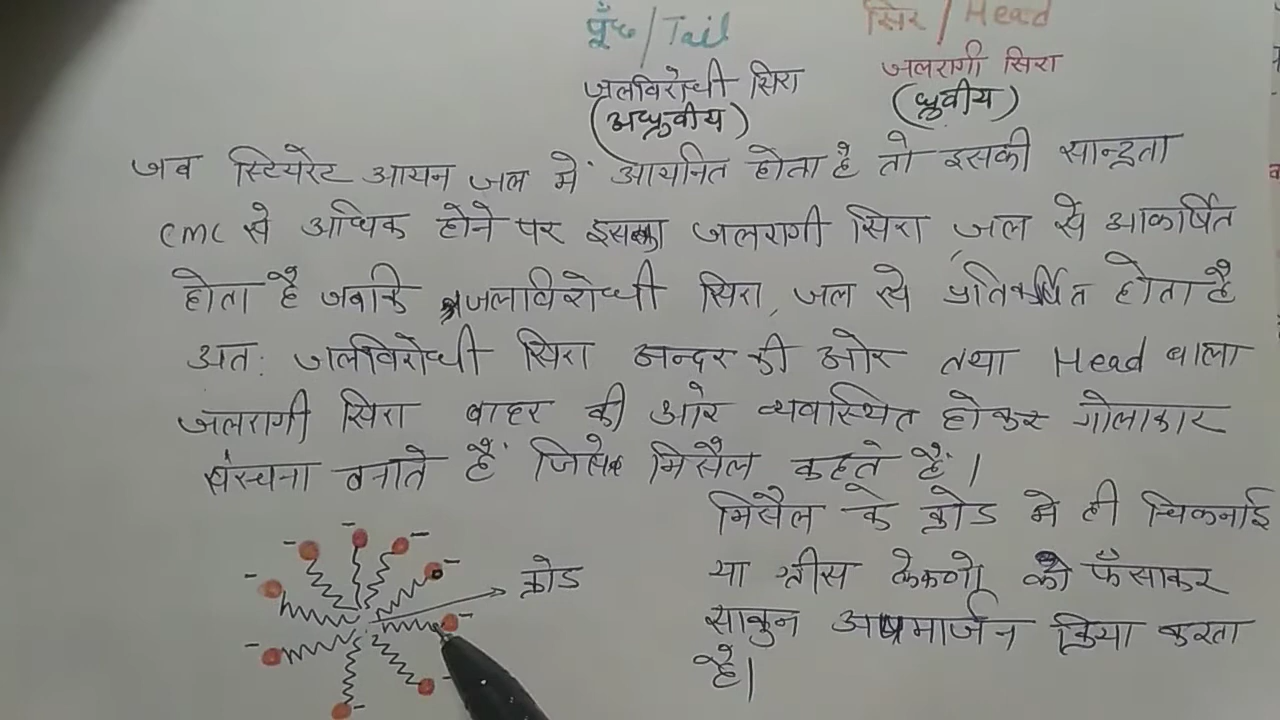 पूँछ/Tail सिर/Head
जलविरोधी सिरा जलरागी सिरा
(अध्रुवीय) (ध्रुवीय)
जब स्टियरेट आयन जल में आयनित होता है तो इसकी सान्द्रता
CMC से अधिक होने पर इसका जलरागी सिरा जल से आकर्षित
होता है जबकि जलविरोधी सिरा, जल से प्रतिकर्षित होता है
अत: जलविरोधी सिरा अन्दर की ओर तथा Head वाला
जलरागी सिरा बाहर की ओर व्यवस्थित होकर गोलाकार
संरचना बनाते हैं जिसे मिसैल कहते हैं।
मिसैल के क्रोड मे ही चिकनाई
क्रोड
या ग्रीस के कणो को फँसाकर
साबुन अपमार्जन क्रिया करता
है।